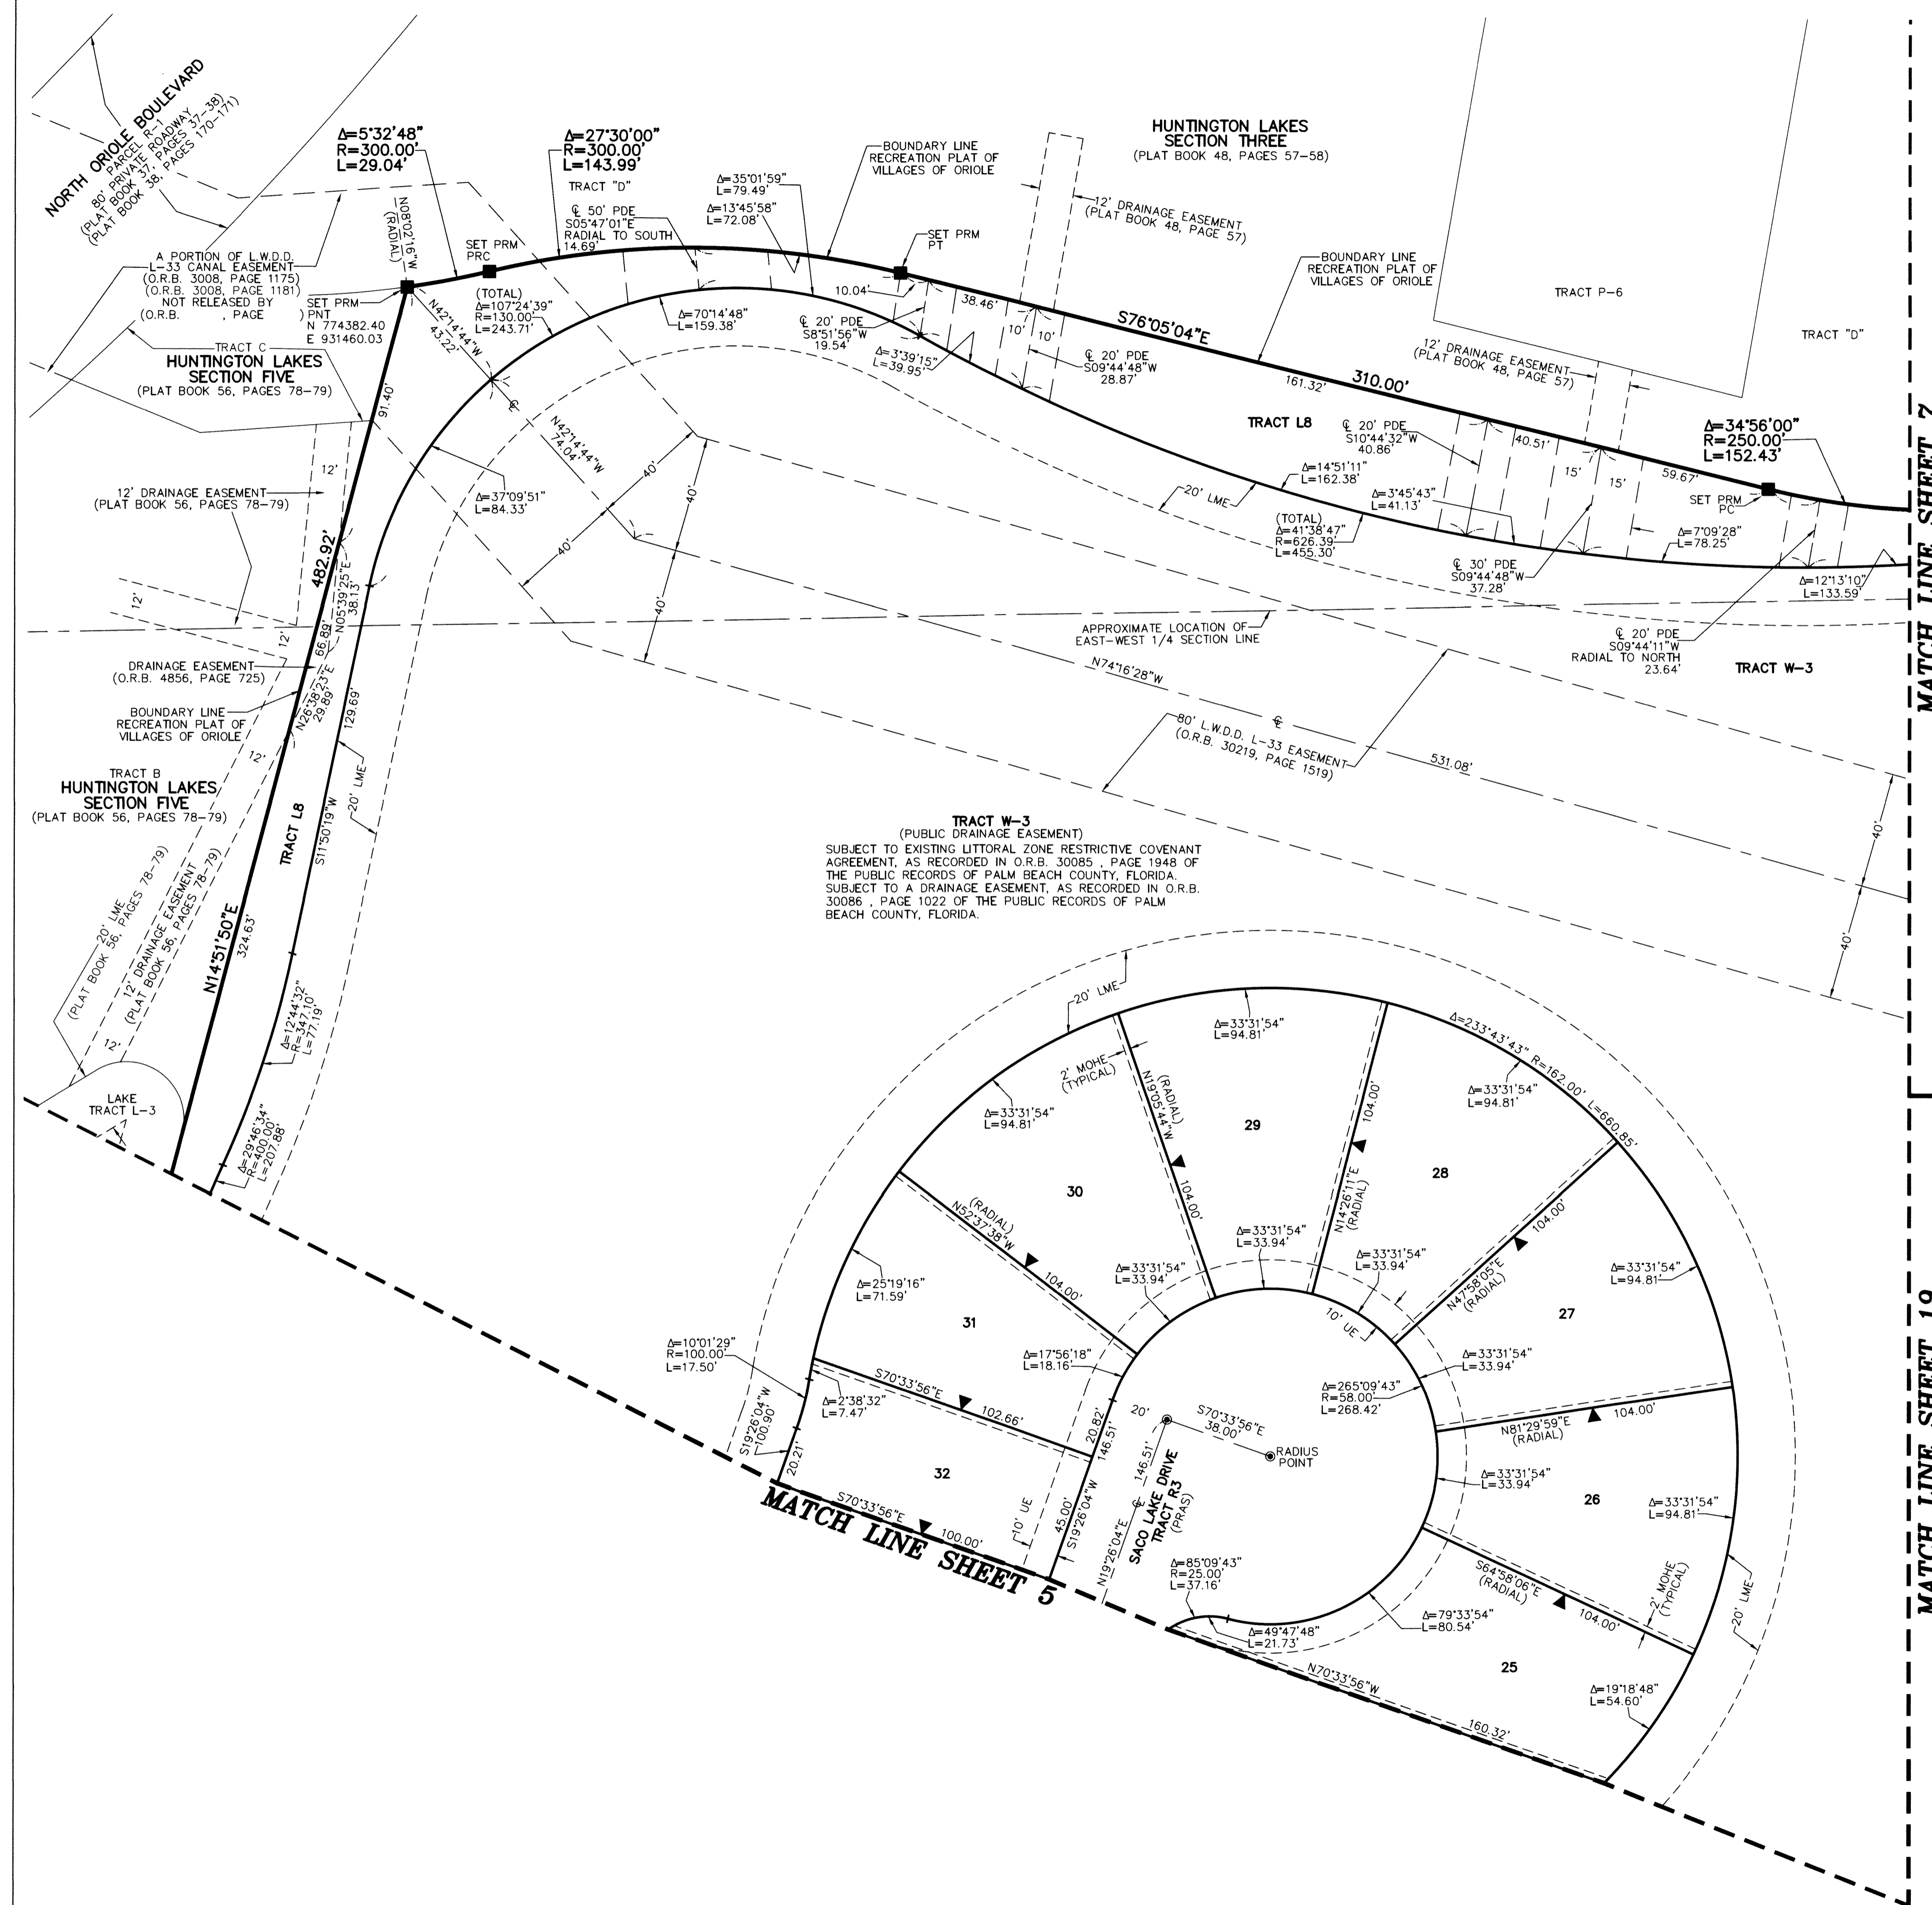 NORTH ORIOLE BOULEVARD
PARCEL R-1
80' PRIVATE ROADWAY
(PLAT BOOK 37, PAGES 37-38)
(PLAT BOOK 38, PAGES 170-171)
Δ=5°32'48"
R=300.00'
L=29.04'
Δ=27°30'00"
R=300.00'
L=143.99'
TRACT "D"
℄ 50' PDE
S05°47'01"E
RADIAL TO SOUTH
14.69'
Δ=35°01'59"
L=79.49'
Δ=13°45'58"
L=72.08'
BOUNDARY LINE
RECREATION PLAT OF
VILLAGES OF ORIOLE
HUNTINGTON LAKES
SECTION THREE
(PLAT BOOK 48, PAGES 57-58)
12' DRAINAGE EASEMENT
(PLAT BOOK 48, PAGE 57)
SET PRM
PT
N08°02'16"W
(RADIAL)
SET PRM
PRC
A PORTION OF L.W.D.D.
L-33 CANAL EASEMENT
(O.R.B. 3008, PAGE 1175)
(O.R.B. 3008, PAGE 1181)
NOT RELEASED BY
(O.R.B. , PAGE )
SET PRM
PNT
N 774382.40
E 931460.03
TRACT C
HUNTINGTON LAKES
SECTION FIVE
(PLAT BOOK 56, PAGES 78-79)
(TOTAL)
Δ=107°24'39"
R=130.00'
L=243.71'
N42°14'44"W
43.22'
Δ=70°14'48"
L=159.38'
10.04'
℄ 20' PDE
S8°51'56"W
19.54'
38.46'
10'
10'
Δ=3°39'15"
L=39.95'
℄ 20' PDE
S09°44'48"W
28.87'
S76°05'04"E
310.00'
161.32'
BOUNDARY LINE
RECREATION PLAT OF
VILLAGES OF ORIOLE
TRACT P-6
TRACT "D"
12' DRAINAGE EASEMENT
(PLAT BOOK 48, PAGE 57)
TRACT L8
℄ 20' PDE
S10°44'32"W
40.86'
40.51'
15'
15'
59.67'
Δ=34°56'00"
R=250.00'
L=152.43'
SET PRM
PC
MATCH LINE SHEET 7
91.40'
12'
12' DRAINAGE EASEMENT
(PLAT BOOK 56, PAGES 78-79)
Δ=37°09'51"
L=84.33'
℄
N42°14'44"W
74.04'
40'
40'
40'
40'
20' LME
Δ=14°51'11"
L=162.38'
Δ=3°45'43"
L=41.13'
(TOTAL)
Δ=41°38'47"
R=626.39'
L=455.30'
℄ 30' PDE
S09°44'48"W
37.28'
Δ=7°09'28"
L=78.25'
Δ=12°13'10"
L=133.59'
482.92'
N05°39'25"E
38.13'
12'
12'
66.89'
APPROXIMATE LOCATION OF
EAST-WEST 1/4 SECTION LINE
℄ 20' PDE
S09°44'11"W
RADIAL TO NORTH
23.64'
TRACT W-3
DRAINAGE EASEMENT
(O.R.B. 4856, PAGE 725)
N26°38'23"E
29.89'
129.69'
BOUNDARY LINE
RECREATION PLAT OF
VILLAGES OF ORIOLE
12'
N74°16'28"W
℄
80' L.W.D.D. L-33 EASEMENT
(O.R.B. 30219, PAGE 1519)
531.08'
40'
40'
TRACT B
HUNTINGTON LAKES
SECTION FIVE
(PLAT BOOK 56, PAGES 78-79)
20' LME
TRACT L8
S11°50'19"W
TRACT W-3
(PUBLIC DRAINAGE EASEMENT)
SUBJECT TO EXISTING LITTORAL ZONE RESTRICTIVE COVENANT
AGREEMENT, AS RECORDED IN O.R.B. 30085 , PAGE 1948 OF
THE PUBLIC RECORDS OF PALM BEACH COUNTY, FLORIDA.
SUBJECT TO A DRAINAGE EASEMENT, AS RECORDED IN O.R.B.
30086 , PAGE 1022 OF THE PUBLIC RECORDS OF PALM
BEACH COUNTY, FLORIDA.
20' LME
(PLAT BOOK 56, PAGES 78-79)
12' DRAINAGE EASEMENT
(PLAT BOOK 56, PAGES 78-79)
12'
N14°51'50"E
324.63'
Δ=12°44'32"
R=347.10'
L=77.19'
LAKE
TRACT L-3
Δ=29°46'34"
R=400.00'
L=207.88'
20' LME
Δ=33°31'54"
L=94.81'
Δ=233°43'43" R=162.00' L=660.85'
2' MOHE
(TYPICAL)
(RADIAL)
N19°05'44"W
104.00'
29
104.00'
N14°26'11"E
(RADIAL)
Δ=33°31'54"
L=94.81'
28
Δ=33°31'54"
L=94.81'
30
(RADIAL)
N52°37'38"W
104.00'
Δ=33°31'54"
L=33.94'
Δ=33°31'54"
L=33.94'
Δ=33°31'54"
L=33.94'
104.00'
N47°58'05"E
(RADIAL)
Δ=33°31'54"
L=94.81'
27
Δ=25°19'16"
L=71.59'
31
10' UE
Δ=10°01'29"
R=100.00'
L=17.50'
Δ=17°56'18"
L=18.16'
Δ=33°31'54"
L=33.94'
Δ=265°09'43"
R=58.00'
L=268.42'
MATCH LINE SHEET 19
S70°33'56"E
102.66'
Δ=2°38'32"
L=7.47'
S19°26'04"W
100.90'
20.21'
20.82'
146.51'
20'
S70°33'56"E
38.00'
RADIUS
POINT
104.00'
N81°29'59"E
(RADIAL)
32
S70°33'56"E
100.00'
10' UE
45.00'
S19°26'04"W
146.51'
℄
N19°26'04"E
SACO LAKE DRIVE
TRACT R3
(PRAS)
Δ=33°31'54"
L=33.94'
26
Δ=33°31'54"
L=94.81'
MATCH LINE SHEET 5
Δ=85°09'43"
R=25.00'
L=37.16'
S64°58'06"E
(RADIAL)
104.00'
2' MOHE
(TYPICAL)
20' LME
Δ=49°47'48"
L=21.73'
Δ=79°33'54"
L=80.54'
25
N70°33'56"W
160.32'
Δ=19°18'48"
L=54.60'